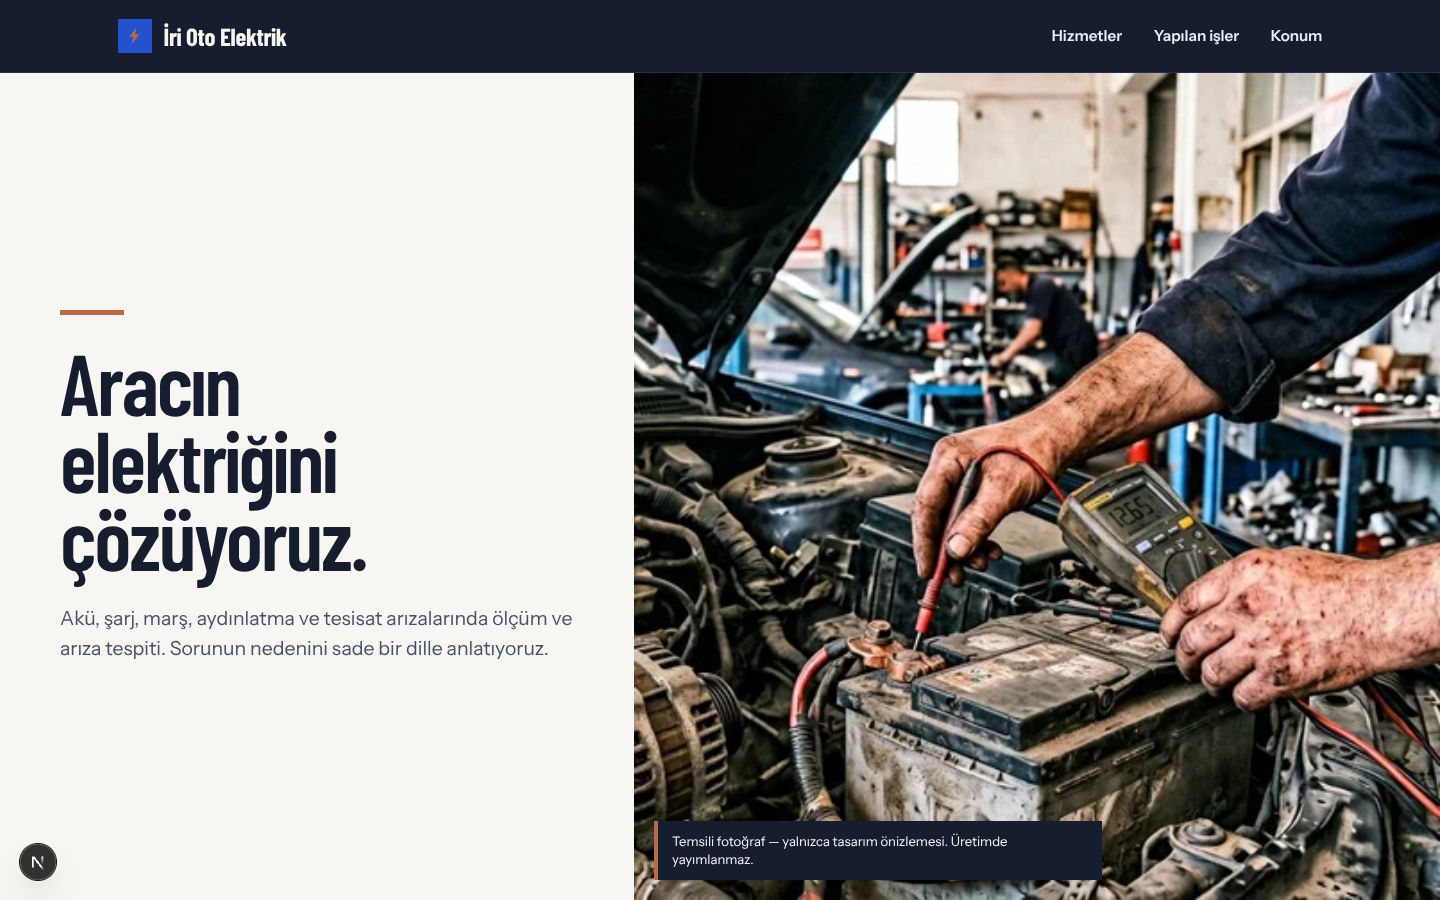 İri Oto Elektrik
Hizmetler
Yapılan işler
Konum
Aracın
elektriğini
çözüyoruz.
Akü, şarj, marş, aydınlatma ve tesisat arızalarında ölçüm ve
arıza tespiti. Sorunun nedenini sade bir dille anlatıyoruz.
12.65
Temsili fotoğraf — yalnızca tasarım önizlemesi. Üretimde
yayımlanmaz.
N